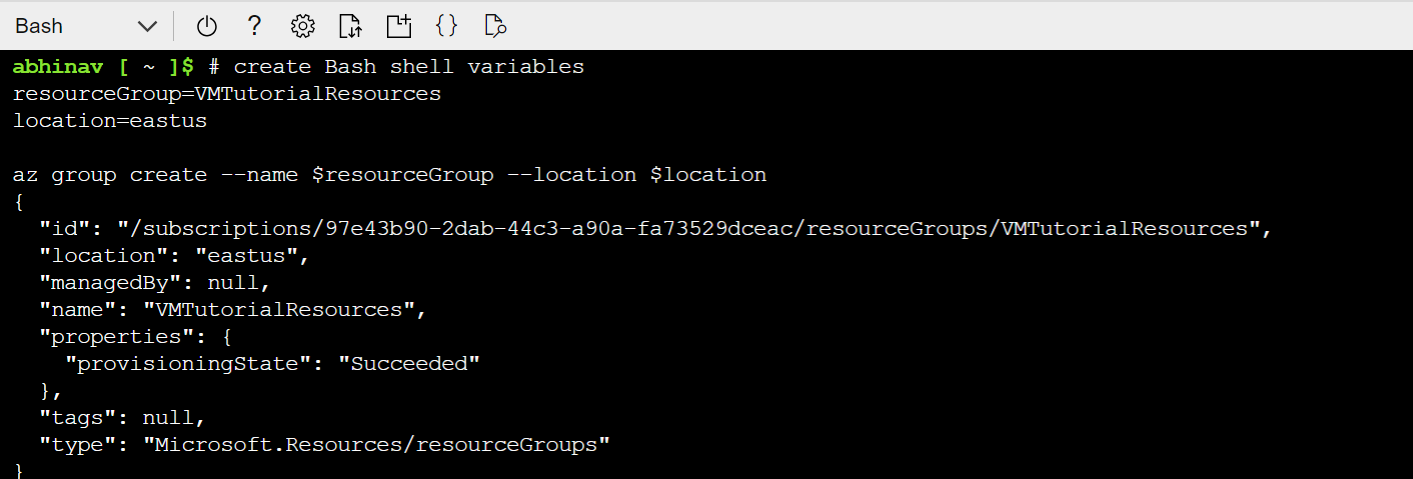 Bash
abhinav [ ~ ]$ # create Bash shell variables
resourceGroup=VMTutorialResources
location=eastus
az group create --name $resourceGroup --location $location
{
  "id": "/subscriptions/97e43b90-2dab-44c3-a90a-fa73529dceac/resourceGroups/VMTutorialResources",
  "location": "eastus",
  "managedBy": null,
  "name": "VMTutorialResources",
  "properties": {
    "provisioningState": "Succeeded"
  },
  "tags": null,
  "type": "Microsoft.Resources/resourceGroups"
}